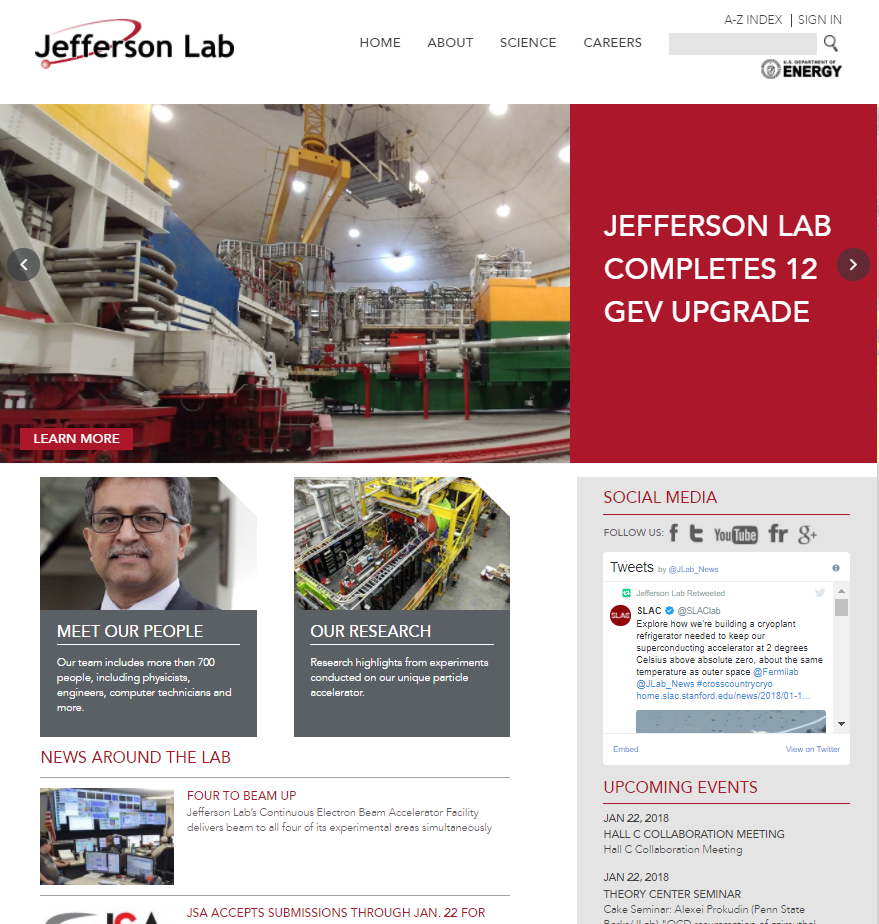 A-Z INDEX | SIGN IN
Jefferson Lab
HOME ABOUT SCIENCE CAREERS
U.S. DEPARTMENT OF
ENERGY
JEFFERSON LAB
COMPLETES 12
GEV UPGRADE
LEARN MORE
MEET OUR PEOPLE
Our team includes more than 700
people, including physicists,
engineers, computer technicians and
more.
OUR RESEARCH
Research highlights from experiments
conducted on our unique particle
accelerator.
NEWS AROUND THE LAB
FOUR TO BEAM UP
Jefferson Lab's Continuous Electron Beam Accelerator Facility
delivers beam to all four of its experimental areas simultaneously
JSA
JSA ACCEPTS SUBMISSIONS THROUGH JAN. 22 FOR
SOCIAL MEDIA
FOLLOW US: f t YouTube fr g+
Tweets by @JLab_News
Jefferson Lab Retweeted
SLAC
SLAC @SLAClab
Explore how we're building a cryoplant
refrigerator needed to keep our
superconducting accelerator at 2 degrees
Celsius above absolute zero, about the same
temperature as outer space @Fermilab
@JLab_News #crosscountrycryo
home.slac.stanford.edu/news/2018/01-1…
Embed View on Twitter
UPCOMING EVENTS
JAN 22, 2018
HALL C COLLABORATION MEETING
Hall C Collaboration Meeting
JAN 22, 2018
THEORY CENTER SEMINAR
Cake Seminar: Alexei Prokudin (Penn State
Berks/JLab) "QCD resummation of azimuthal